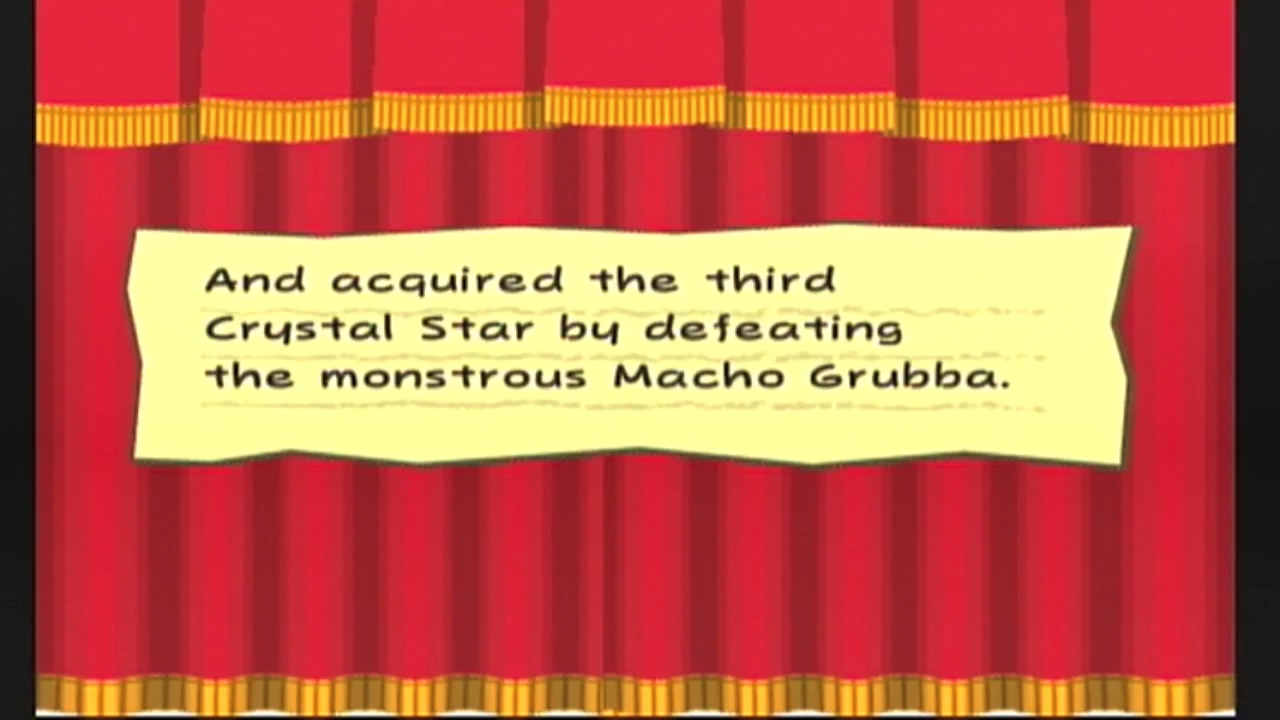 And acquired the third
Crystal Star by defeating
the monstrous Macho Grubba.